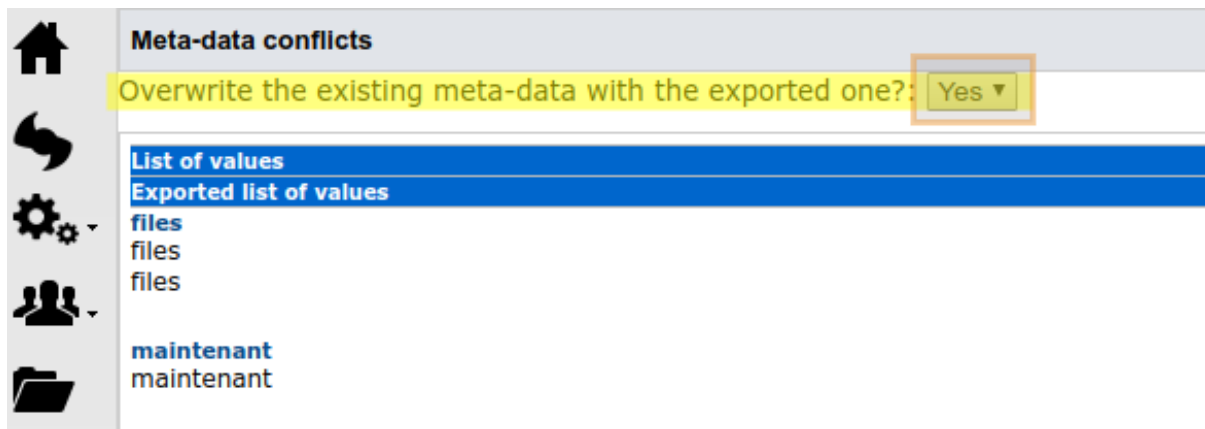 Meta-data conflicts
Overwrite the existing meta-data with the exported one?: Yes
List of values
Exported list of values
files
files
files
maintenant
maintenant